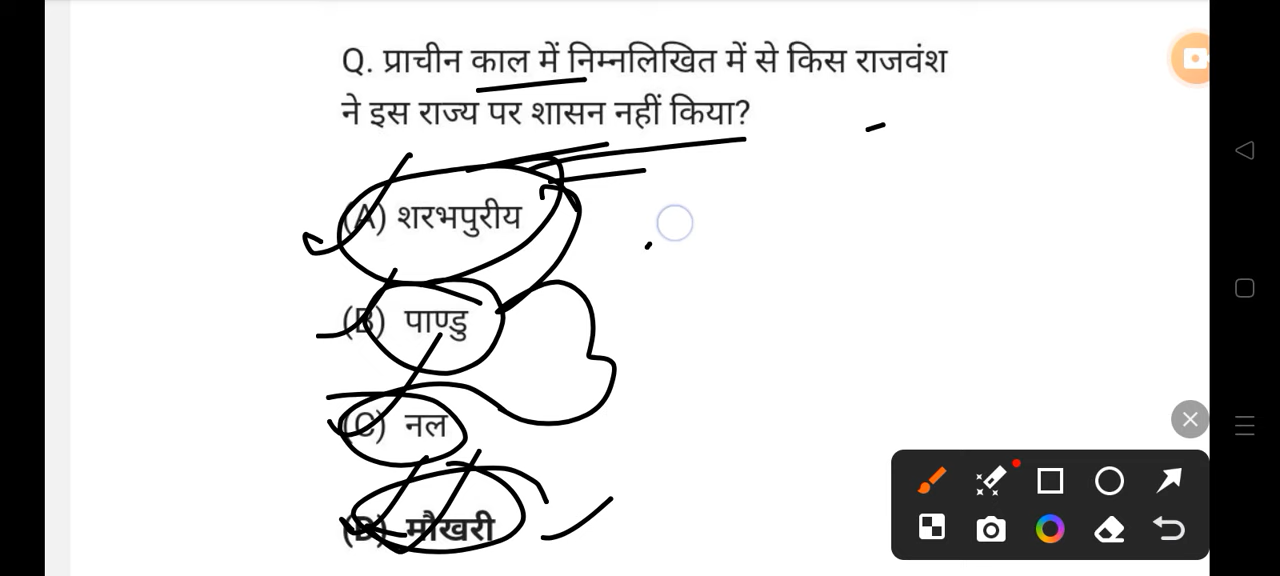 Q. प्राचीन काल में निम्नलिखित में से किस राजवंश
ने इस राज्य पर शासन नहीं किया?
(A) शरभपुरीय
(B) पाण्डु
(C) नल
(D) मौखरी